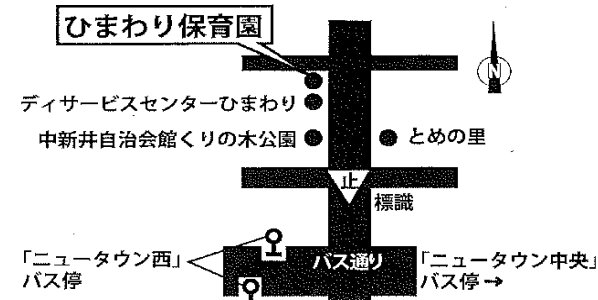 ひまわり保育園
N
ディサービスセンターひまわり
中新井自治会館くりの木公園
とめの里
止
標識
バス通り
「ニュータウン西」
バス停
「ニュータウン中央」
バス停→